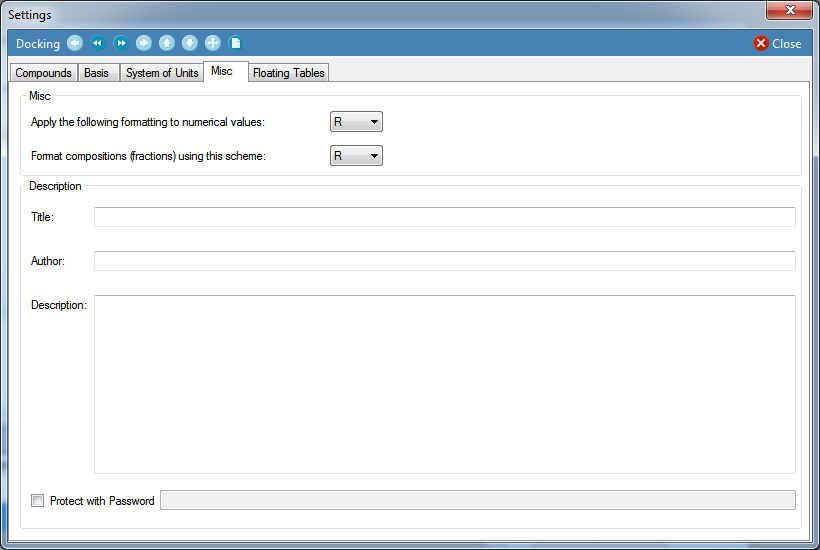 Settings
Docking
Close
Compounds Basis System of Units Misc Floating Tables
Misc
Apply the following formatting to numerical values: R
Format compositions (fractions) using this scheme: R
Description
Title:
Author:
Description:
Protect with Password